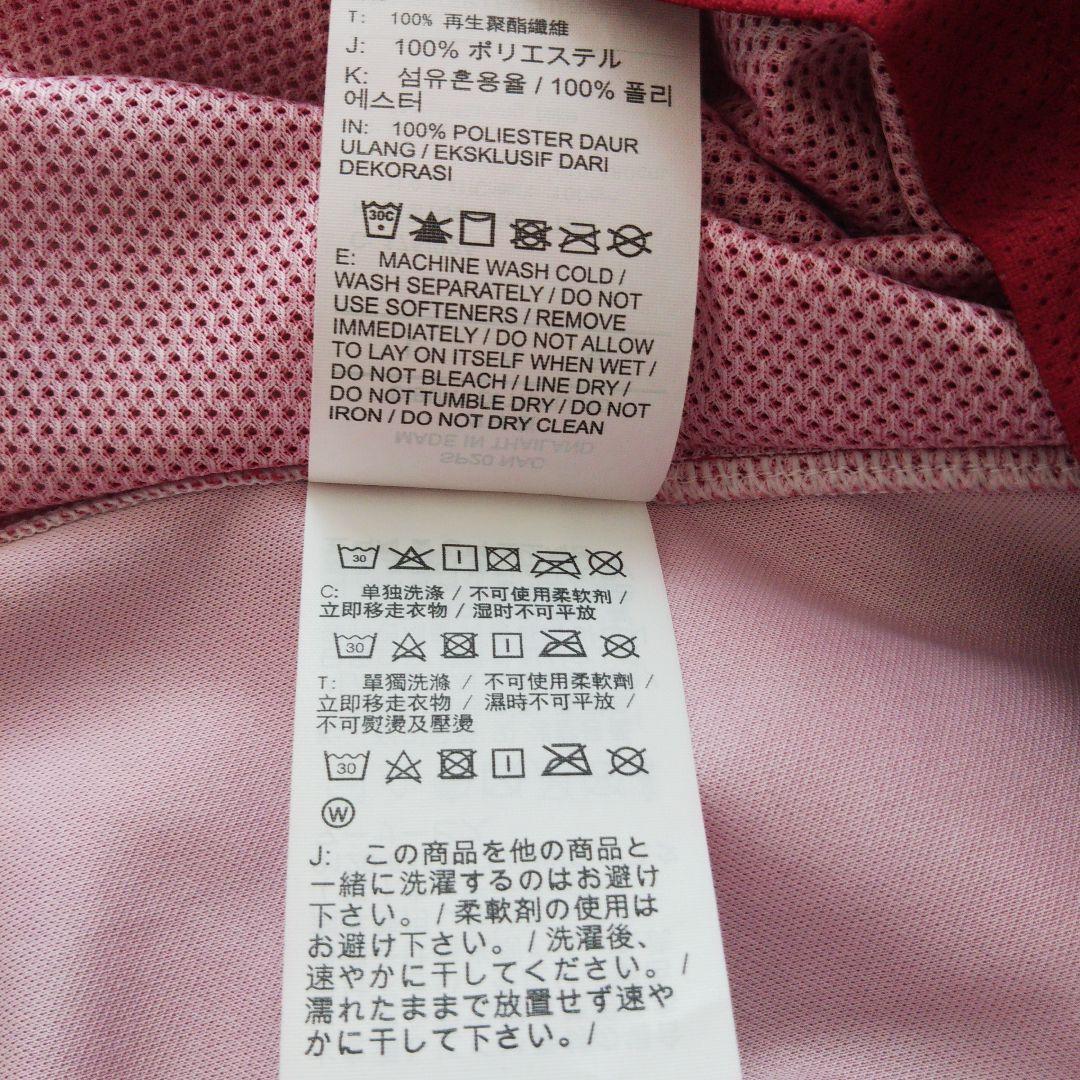 T: 100% 再生聚酯纖維
J: 100% ポリエステル
K: 섬유혼용율 / 100% 폴리
에스터
IN: 100% POLIESTER DAUR
ULANG / EKSKLUSIF DARI
DEKORASI
30C
E: MACHINE WASH COLD /
WASH SEPARATELY / DO NOT
USE SOFTENERS / REMOVE
IMMEDIATELY / DO NOT ALLOW
TO LAY ON ITSELF WHEN WET /
DO NOT BLEACH / LINE DRY /
DO NOT TUMBLE DRY / DO NOT
IRON / DO NOT DRY CLEAN
MADE IN THAILAND
SP20 NAC
30
C: 单独洗涤 / 不可使用柔软剂 /
立即移走衣物 / 湿时不可平放
30
T: 單獨洗滌 / 不可使用柔軟劑 /
立即移走衣物 / 濕時不可平放 /
不可熨燙及壓燙
30
W
J: この商品を他の商品と
一緒に洗濯するのはお避け
下さい。 / 柔軟剤の使用は
お避け下さい。 / 洗濯後、
速やかに干してください。 /
濡れたままで放置せず速や
かに干して下さい。 /